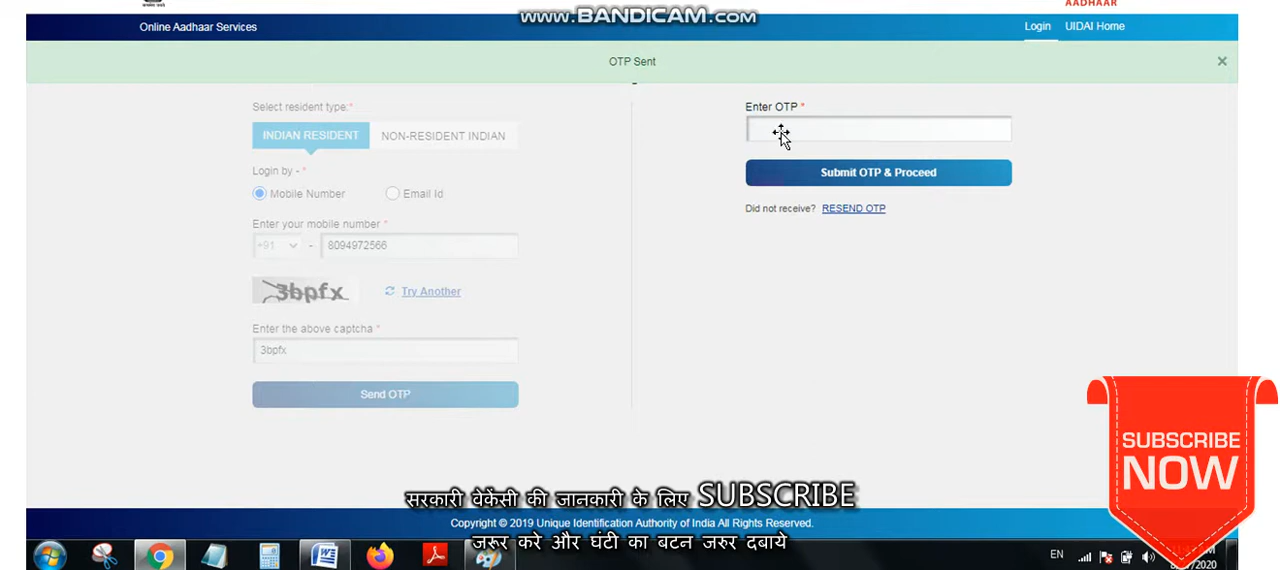 AADHAAR
www.BANDICAM.com
Online Aadhaar Services
Login UIDAI Home
OTP Sent
×
Select resident type:*
INDIAN RESIDENT NON-RESIDENT INDIAN
Login by - *
Mobile Number Email Id
Enter your mobile number *
+91 - 8094972566
3bpfx Try Another
Enter the above captcha *
3bpfx
Send OTP
Enter OTP *
Submit OTP & Proceed
Did not receive? RESEND OTP
SUBSCRIBE
NOW
सरकारी वेकेंसी की जानकारी के लिए SUBSCRIBE
Copyright © 2019 Unique Identification Authority of India All Rights Reserved.
जरूर करे और घंटी का बटन जरुर दबाये
EN